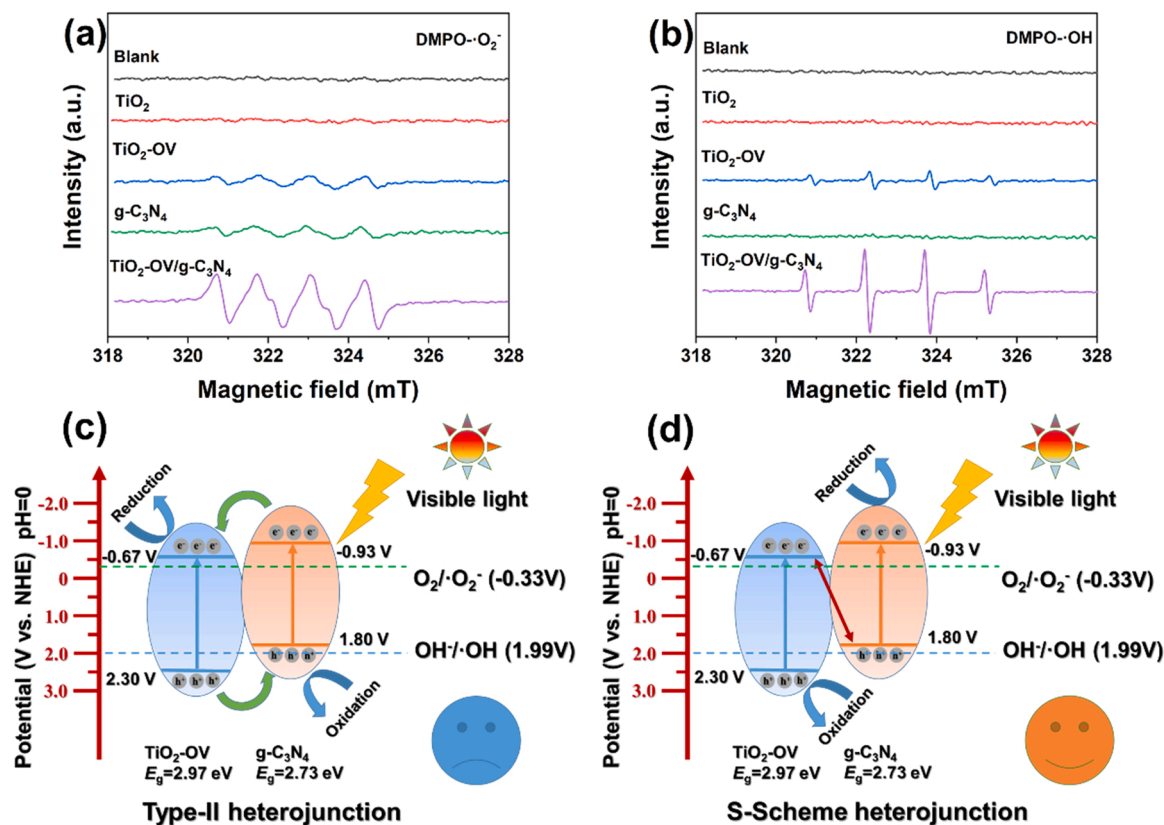 (a)
DMPO-·O₂⁻
Blank
TiO₂
TiO₂-OV
g-C₃N₄
TiO₂-OV/g-C₃N₄
Intensity (a.u.)
318 320 322 324 326 328
Magnetic field (mT)
(b)
DMPO-·OH
Blank
TiO₂
TiO₂-OV
g-C₃N₄
TiO₂-OV/g-C₃N₄
Intensity (a.u.)
318 320 322 324 326 328
Magnetic field (mT)
(c)
Potential (V vs. NHE) pH=0
-2.0
-1.0
0
1.0
2.0
3.0
Reduction
Visible light
e⁻ e⁻ e⁻
e⁻ e⁻ e⁻
-0.67 V
-0.93 V
O₂/·O₂⁻ (-0.33V)
1.80 V
h⁺ h⁺ h⁺
OH⁻/·OH (1.99V)
2.30 V
h⁺ h⁺ h⁺
Oxidation
TiO₂-OV
E_g=2.97 eV
g-C₃N₄
E_g=2.73 eV
Type-II heterojunction
(d)
Potential (V vs. NHE) pH=0
-2.0
-1.0
0
1.0
2.0
3.0
Reduction
Visible light
e⁻ e⁻ e⁻
e⁻ e⁻ e⁻
-0.67 V
-0.93 V
O₂/·O₂⁻ (-0.33V)
1.80 V
h⁺ h⁺ h⁺
OH⁻/·OH (1.99V)
2.30 V
h⁺ h⁺ h⁺
Oxidation
TiO₂-OV
E_g=2.97 eV
g-C₃N₄
E_g=2.73 eV
S-Scheme heterojunction